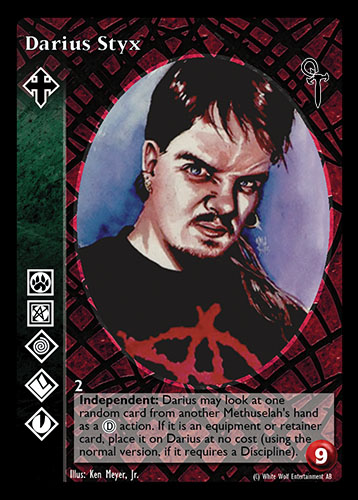 Darius Styx
2
Independent: Darius may look at one
random card from another Methuselah's hand
as a Ⓓ action. If it is an equipment or retainer
card, place it on Darius at no cost (using the
normal version, if it requires a Discipline).
9
Illus: Ken Meyer, Jr.
(C) White Wolf Entertainment AB